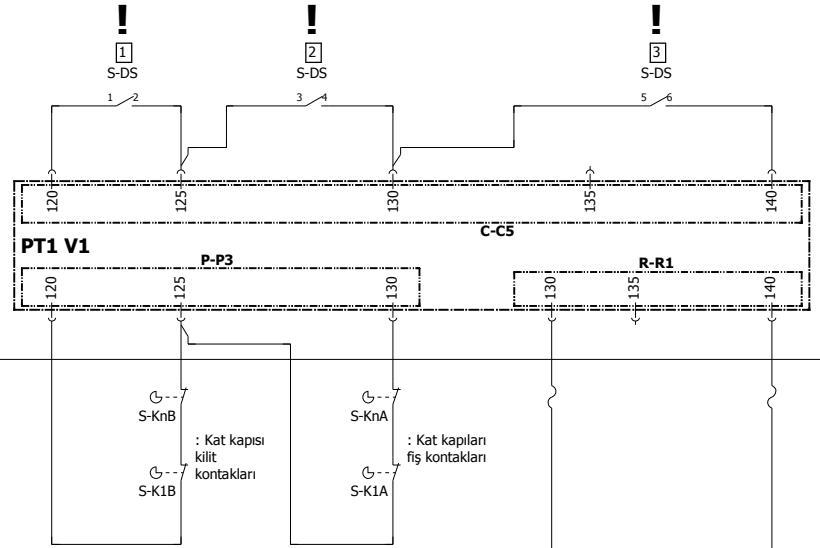 ! ! !
1 2 3
S-DS S-DS S-DS
1 2 3 4 5 6
120 125 130 135 140
C-C5
PT1 V1
P-P3 R-R1
120 125 130 130 135 140
S-KnB S-KnA
: Kat kapısı
kilit
kontakları
: Kat kapıları
fiş kontakları
S-K1B S-K1A